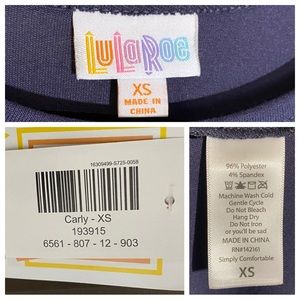 LuLaRoe
XS
MADE IN
CHINA
16309499-S725-0058
Carly - XS
193915
6561 - 807 - 12 - 903
96% Polyester
4% Spandex
Machine Wash Cold
Gentle Cycle
Do Not Bleach
Hang Dry
Do Not Iron
or you'll be sad
MADE IN CHINA
RN#142161
Simply Comfortable
XS